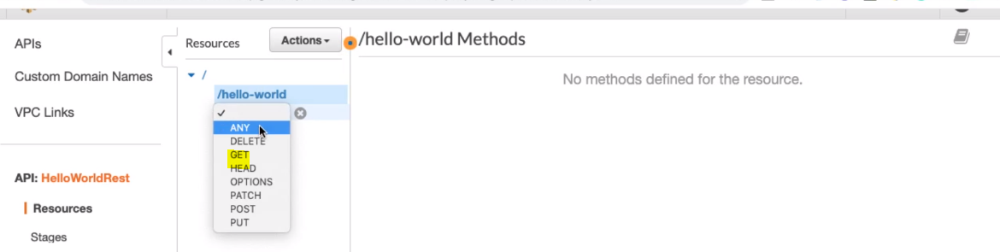 APIs
Custom Domain Names
VPC Links
API: HelloWorldRest
Resources
Stages
Resources
Actions
/
/hello-world
ANY
DELETE
GET
HEAD
OPTIONS
PATCH
POST
PUT
/hello-world Methods
No methods defined for the resource.